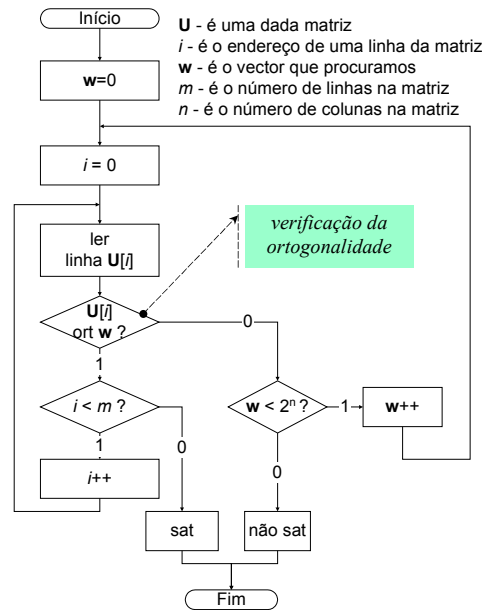 Início
U - é uma dada matriz
i - é o endereço de uma linha da matriz
w - é o vector que procuramos
m - é o número de linhas na matriz
n - é o número de colunas na matriz
w=0
i = 0
ler
linha U[i]
verificação da
ortogonalidade
U[i]
ort w ?
0
1
i < m ?
w < 2ⁿ ?
1
w++
1
0
0
i++
sat
não sat
Fim